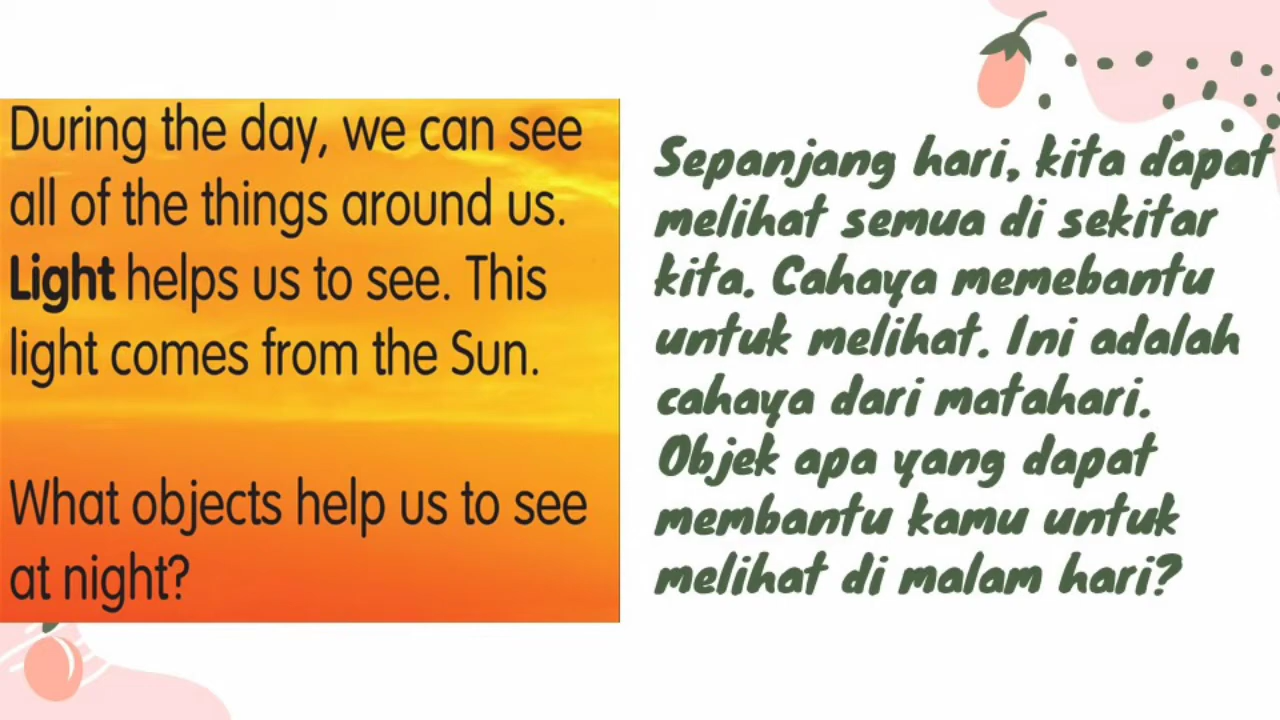 During the day, we can see
all of the things around us.
Light helps us to see. This
light comes from the Sun.
What objects help us to see
at night?
Sepanjang hari, kita dapat
melihat semua di sekitar
kita. Cahaya memebantu
untuk melihat. Ini adalah
cahaya dari matahari.
Objek apa yang dapat
membantu kamu untuk
melihat di malam hari?